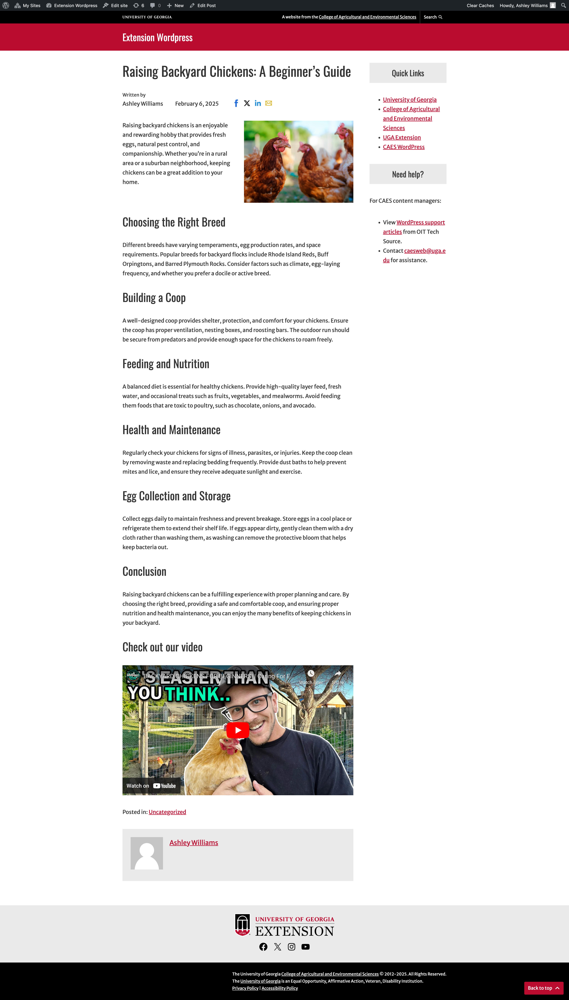 My Sites Extension Wordpress Edit site 6 0 New Edit Post Clear Caches Howdy, Ashley Williams
UNIVERSITY OF GEORGIA A website from the College of Agricultural and Environmental Sciences Search
Extension Wordpress
Raising Backyard Chickens: A Beginner’s Guide
Written by
Ashley Williams February 6, 2025
Raising backyard chickens is an enjoyable
and rewarding hobby that provides fresh
eggs, natural pest control, and
companionship. Whether you’re in a rural
area or a suburban neighborhood, keeping
chickens can be a great addition to your
home.
Choosing the Right Breed
Different breeds have varying temperaments, egg production rates, and space
requirements. Popular breeds for backyard flocks include Rhode Island Reds, Buff
Orpingtons, and Barred Plymouth Rocks. Consider factors such as climate, egg-laying
frequency, and whether you prefer a docile or active breed.
Building a Coop
A well-designed coop provides shelter, protection, and comfort for your chickens. Ensure
the coop has proper ventilation, nesting boxes, and roosting bars. The outdoor run should
be secure from predators and provide enough space for the chickens to roam freely.
Feeding and Nutrition
A balanced diet is essential for healthy chickens. Provide high-quality layer feed, fresh
water, and occasional treats such as fruits, vegetables, and mealworms. Avoid feeding
them foods that are toxic to poultry, such as chocolate, onions, and avocado.
Health and Maintenance
Regularly check your chickens for signs of illness, parasites, or injuries. Keep the coop clean
by removing waste and replacing bedding frequently. Provide dust baths to help prevent
mites and lice, and ensure they receive adequate sunlight and exercise.
Egg Collection and Storage
Collect eggs daily to maintain freshness and prevent breakage. Store eggs in a cool place or
refrigerate them to extend their shelf life. If eggs appear dirty, gently clean them with a dry
cloth rather than washing them, as washing can remove the protective bloom that helps
keep bacteria out.
Conclusion
Raising backyard chickens can be a fulfilling experience with proper planning and care. By
choosing the right breed, providing a safe and comfortable coop, and ensuring proper
nutrition and health maintenance, you can enjoy the many benefits of keeping chickens in
your backyard.
Check out our video
BACKYARD CHICKENS FOR BEGINNERS! | Caring For E...
Watch later Share
IT'S EASIER THAN
YOU THINK..
Watch on YouTube
Posted in: Uncategorized
Ashley Williams
Quick Links
University of Georgia
College of Agricultural
and Environmental
Sciences
UGA Extension
CAES WordPress
Need help?
For CAES content managers:
View WordPress support
articles from OIT Tech
Source.
Contact caesweb@uga.e
du for assistance.
1785
UNIVERSITY OF GEORGIA
EXTENSION
The University of Georgia College of Agricultural and Environmental Sciences © 2012-2025. All Rights Reserved.
The University of Georgia is an Equal Opportunity, Affirmative Action, Veteran, Disability Institution.
Privacy Policy | Accessibility Policy
Back to top